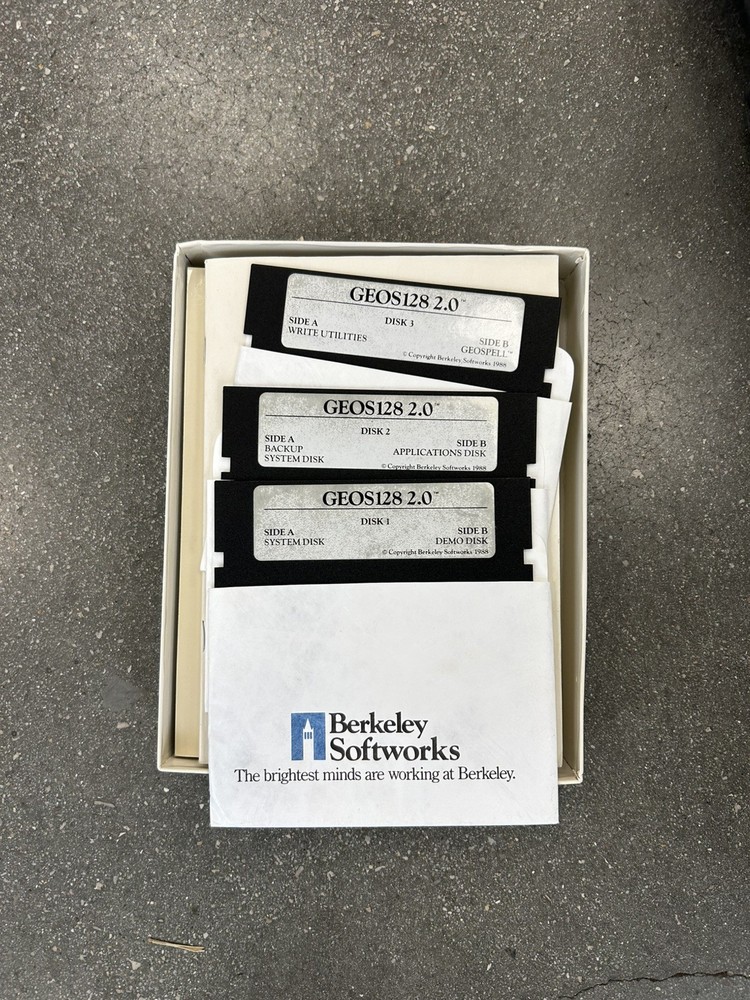 GEOS128 2.0™
DISK 3
SIDE A
WRITE UTILITIES
SIDE B
GEOSPELL™
© Copyright Berkeley Softworks 1988
GEOS128 2.0™
DISK 2
SIDE A
BACKUP
SYSTEM DISK
SIDE B
APPLICATIONS DISK
© Copyright Berkeley Softworks 1988
GEOS128 2.0™
DISK 1
SIDE A
SYSTEM DISK
SIDE B
DEMO DISK
© Copyright Berkeley Softworks 1988
Berkeley
Softworks
The brightest minds are working at Berkeley.